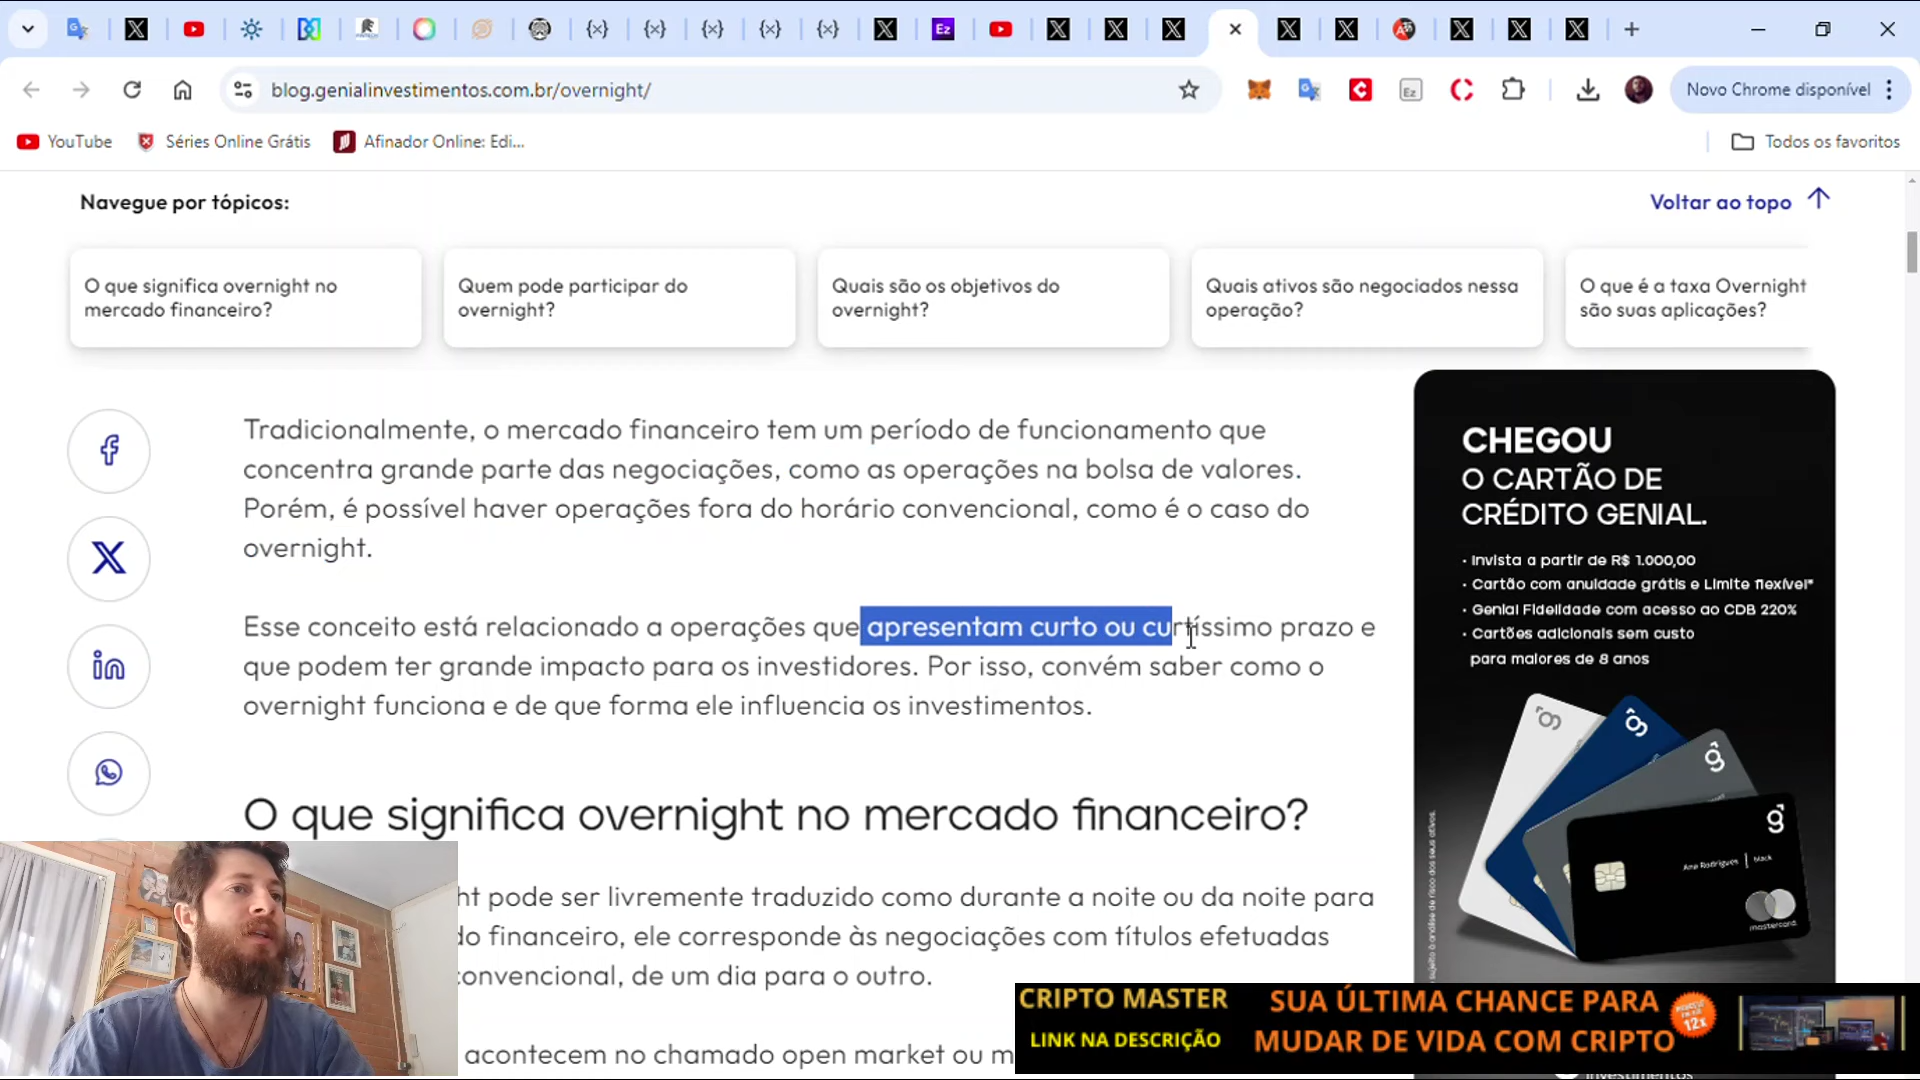 blog.genialinvestimentos.com.br/overnight/
Novo Chrome disponível
YouTube
Séries Online Grátis
Afinador Online: Edi...
Todos os favoritos
Navegue por tópicos:
Voltar ao topo
O que significa overnight no
mercado financeiro?
Quem pode participar do
overnight?
Quais são os objetivos do
overnight?
Quais ativos são negociados nessa
operação?
O que é a taxa Overnight
são suas aplicações?
Tradicionalmente, o mercado financeiro tem um período de funcionamento que
concentra grande parte das negociações, como as operações na bolsa de valores.
Porém, é possível haver operações fora do horário convencional, como é o caso do
overnight.
Esse conceito está relacionado a operações que apresentam curto ou curtíssimo prazo e
que podem ter grande impacto para os investidores. Por isso, convém saber como o
overnight funciona e de que forma ele influencia os investimentos.
O que significa overnight no mercado financeiro?
ht pode ser livremente traduzido como durante a noite ou da noite para
do financeiro, ele corresponde às negociações com títulos efetuadas
convencional, de um dia para o outro.
acontecem no chamado open market ou m
CHEGOU
O CARTÃO DE
CRÉDITO GENIAL.
• Invista a partir de R$ 1.000,00
• Cartão com anuidade grátis e Limite flexível*
• Genial Fidelidade com acesso ao CDB 220%
• Cartões adicionais sem custo
para maiores de 8 anos
Ana Rodrigues | black
mastercard
CRIPTO MASTER
LINK NA DESCRIÇÃO
SUA ÚLTIMA CHANCE PARA
MUDAR DE VIDA COM CRIPTO
12x
investimentos